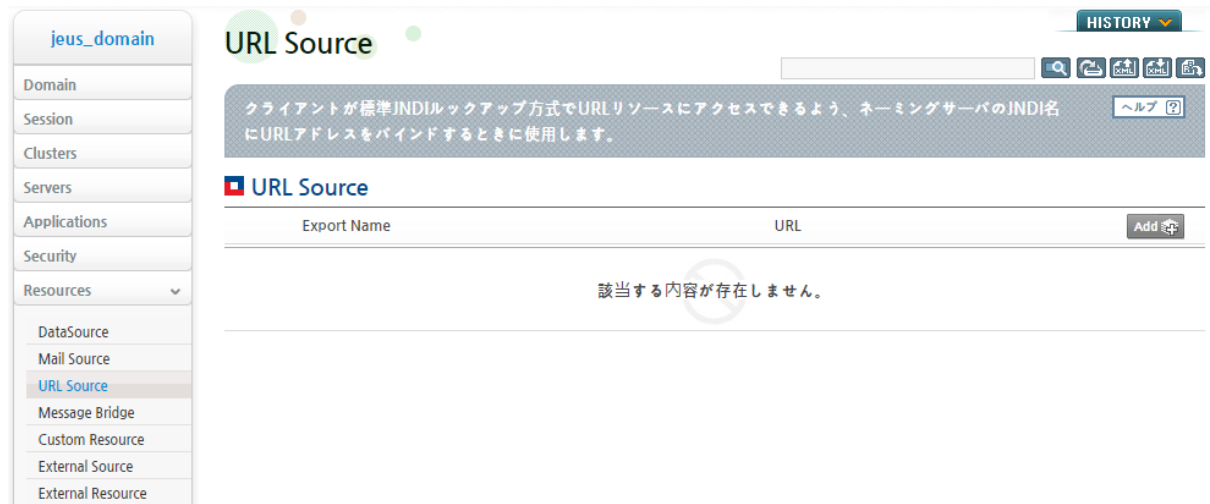 jeus_domain
Domain
Session
Clusters
Servers
Applications
Security
Resources
DataSource
Mail Source
URL Source
Message Bridge
Custom Resource
External Source
External Resource
URL Source
HISTORY
XML
XML
クライアントが標準JNDIルックアップ方式でURLリソースにアクセスできるよう、ネーミングサーバのJNDI名
にURLアドレスをバインドするときに使用します。
ヘルプ ?
URL Source
Export Name URL Add
該当する内容が存在しません。